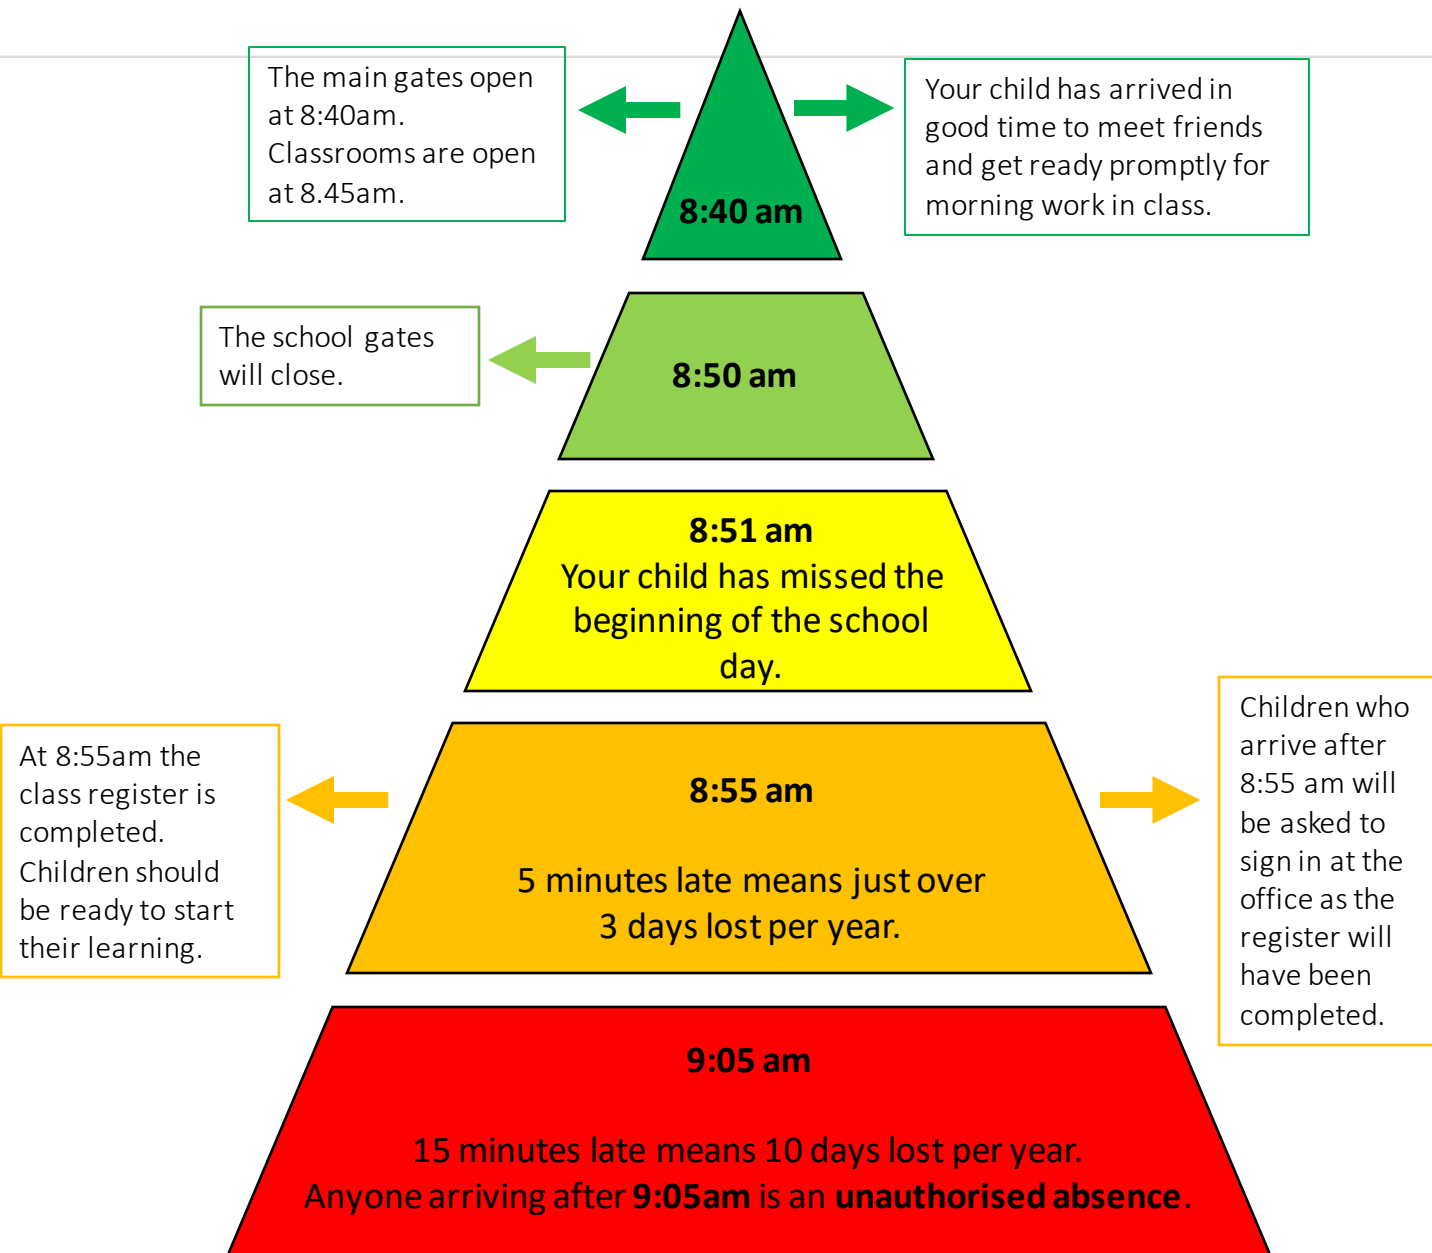 The main gates open
at 8:40am.
Classrooms are open
at 8.45am.
8:40 am
Your child has arrived in
good time to meet friends
and get ready promptly for
morning work in class.
The school gates
will close.
8:50 am
8:51 am
Your child has missed the
beginning of the school
day.
At 8:55am the
class register is
completed.
Children should
be ready to start
their learning.
8:55 am
5 minutes late means just over
3 days lost per year.
Children who
arrive after
8:55 am will
be asked to
sign in at the
office as the
register will
have been
completed.
9:05 am
15 minutes late means 10 days lost per year.
Anyone arriving after 9:05am is an unauthorised absence.